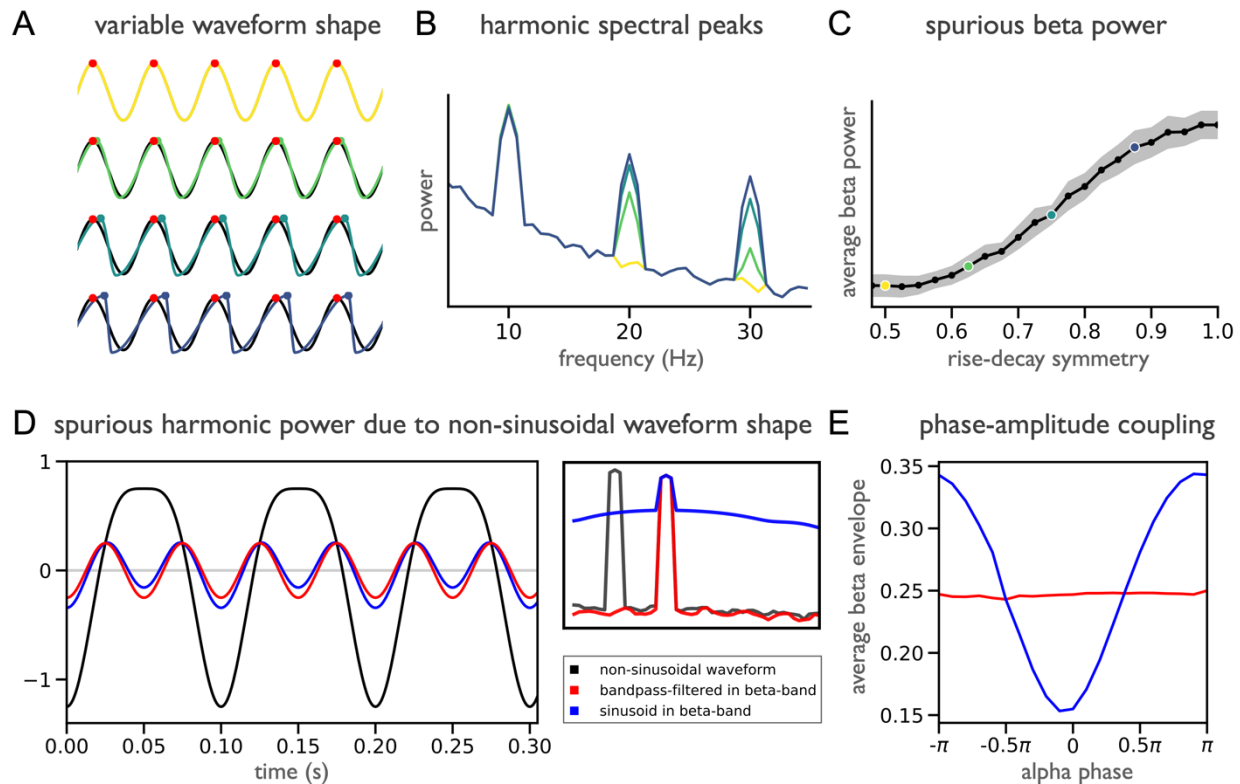 A variable waveform shape
B harmonic spectral peaks
power
10 20 30
frequency (Hz)
C spurious beta power
average beta power
0.5 0.6 0.7 0.8 0.9 1.0
rise-decay symmetry
D spurious harmonic power due to non-sinusoidal waveform shape
1
0
−1
0.00 0.05 0.10 0.15 0.20 0.25 0.30
time (s)
non-sinusoidal waveform
bandpass-filtered in beta-band
sinusoid in beta-band
E phase-amplitude coupling
average beta envelope
0.35
0.30
0.25
0.20
0.15
-π -0.5π 0 0.5π π
alpha phase